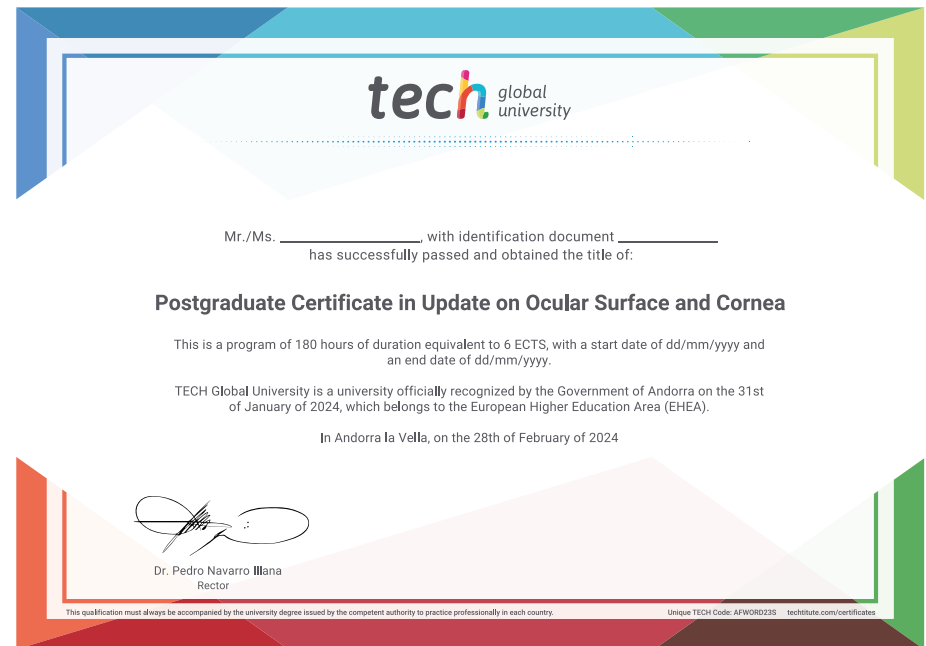 tech global
university
Mr./Ms. ____________, with identification document ____________
has successfully passed and obtained the title of:
Postgraduate Certificate in Update on Ocular Surface and Cornea
This is a program of 180 hours of duration equivalent to 6 ECTS, with a start date of dd/mm/yyyy and
an end date of dd/mm/yyyy.
TECH Global University is a university officially recognized by the Government of Andorra on the 31st
of January of 2024, which belongs to the European Higher Education Area (EHEA).
In Andorra la Vella, on the 28th of February of 2024
Dr. Pedro Navarro Illana
Rector
This qualification must always be accompanied by the university degree issued by the competent authority to practice professionally in each country.
Unique TECH Code: AFWORD23S techtitute.com/certificates